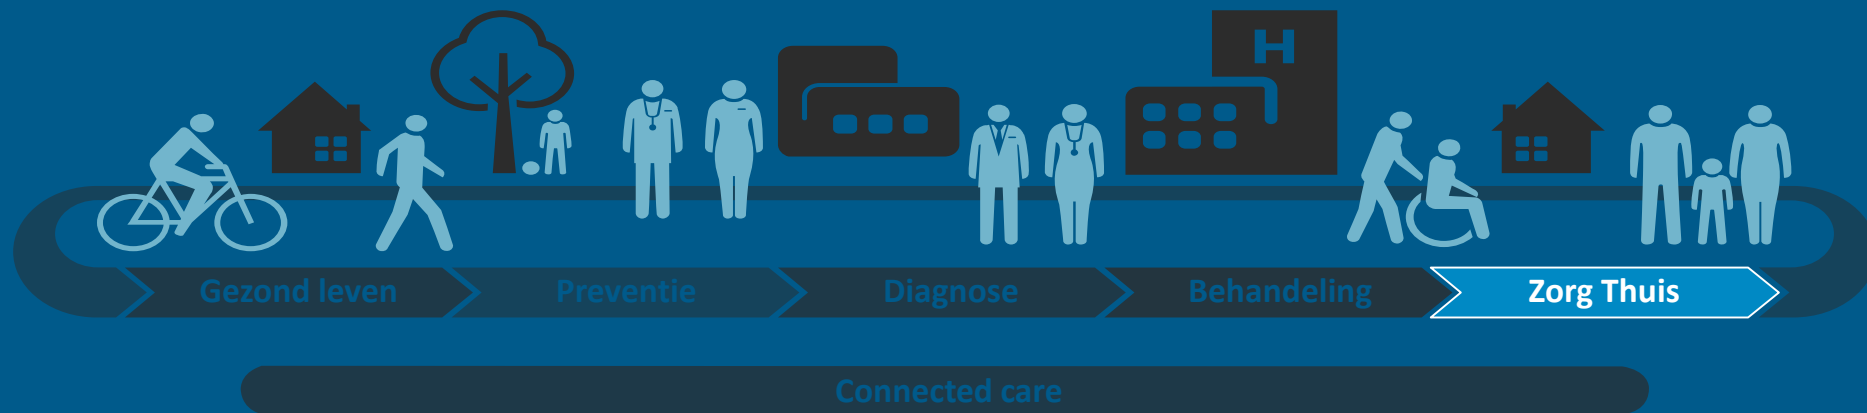 H
Gezond leven
Preventie
Diagnose
Behandeling
Zorg Thuis
Connected care